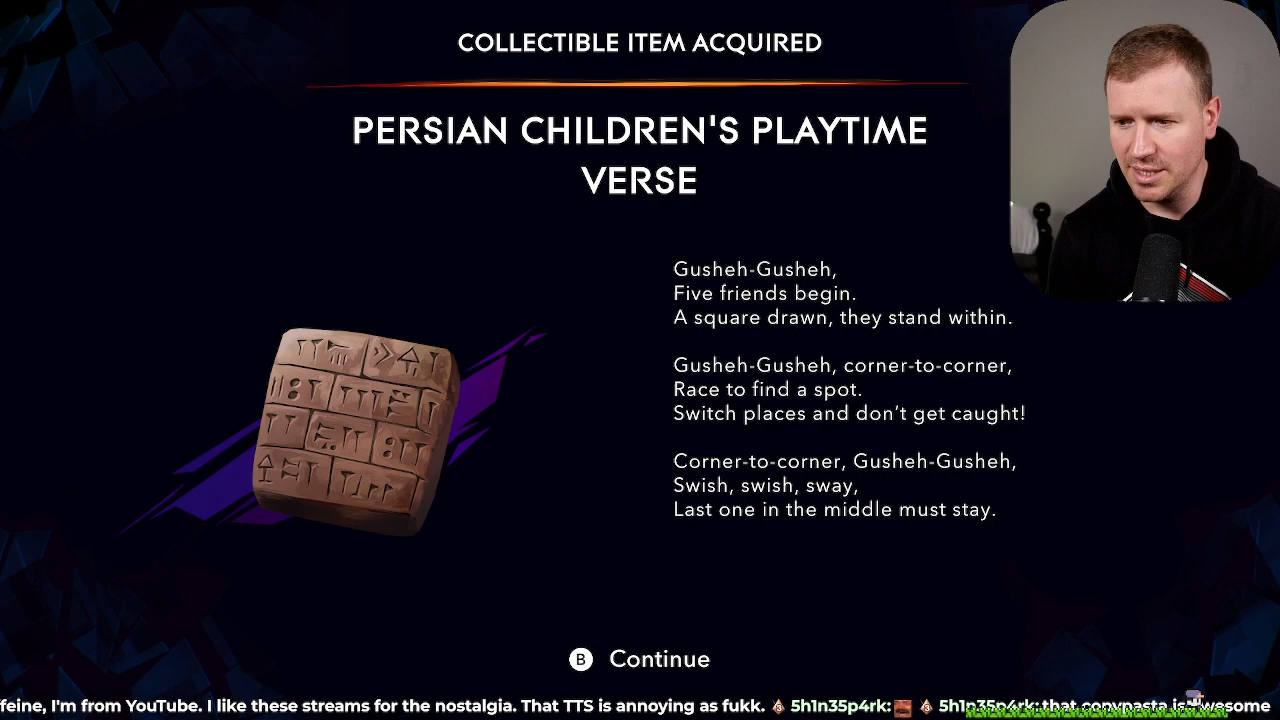 COLLECTIBLE ITEM ACQUIRED
PERSIAN CHILDREN'S PLAYTIME
VERSE
Gusheh-Gusheh,
Five friends begin.
A square drawn, they stand within.
Gusheh-Gusheh, corner-to-corner,
Race to find a spot.
Switch places and don't get caught!
Corner-to-corner, Gusheh-Gusheh,
Swish, swish, sway,
Last one in the middle must stay.
B Continue
feine, I'm from YouTube. I like these streams for the nostalgia. That TTS is annoying as fukk. 5h1n35p4rk: 5h1n35p4rk: that copypasta is awesome